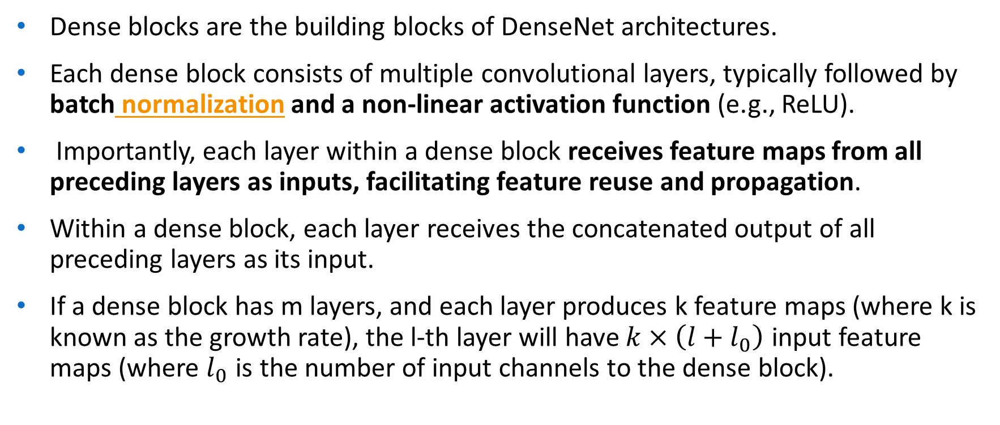 • Dense blocks are the building blocks of DenseNet architectures.
• Each dense block consists of multiple convolutional layers, typically followed by
batch normalization and a non-linear activation function (e.g., ReLU).
• Importantly, each layer within a dense block receives feature maps from all
preceding layers as inputs, facilitating feature reuse and propagation.
• Within a dense block, each layer receives the concatenated output of all
preceding layers as its input.
• If a dense block has m layers, and each layer produces k feature maps (where k is
known as the growth rate), the l-th layer will have k × (l + l₀) input feature
maps (where l₀ is the number of input channels to the dense block).